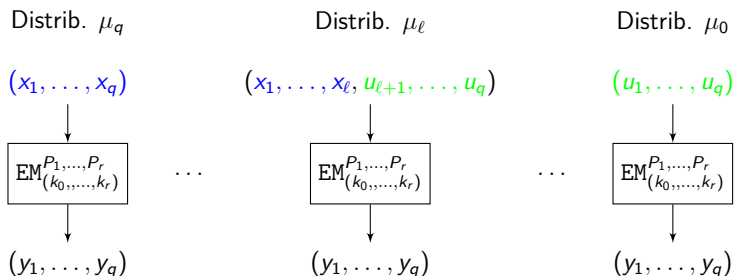 Distrib. μ_q Distrib. μ_ℓ Distrib. μ_0
(x_1, . . . , x_q) (x_1, . . . , x_ℓ, u_{ℓ+1}, . . . , u_q) (u_1, . . . , u_q)
EM^{P_1,...,P_r}_{(k_0,,...,k_r)} · · · EM^{P_1,...,P_r}_{(k_0,,...,k_r)} · · · EM^{P_1,...,P_r}_{(k_0,,...,k_r)}
(y_1, . . . , y_q) (y_1, . . . , y_q) (y_1, . . . , y_q)